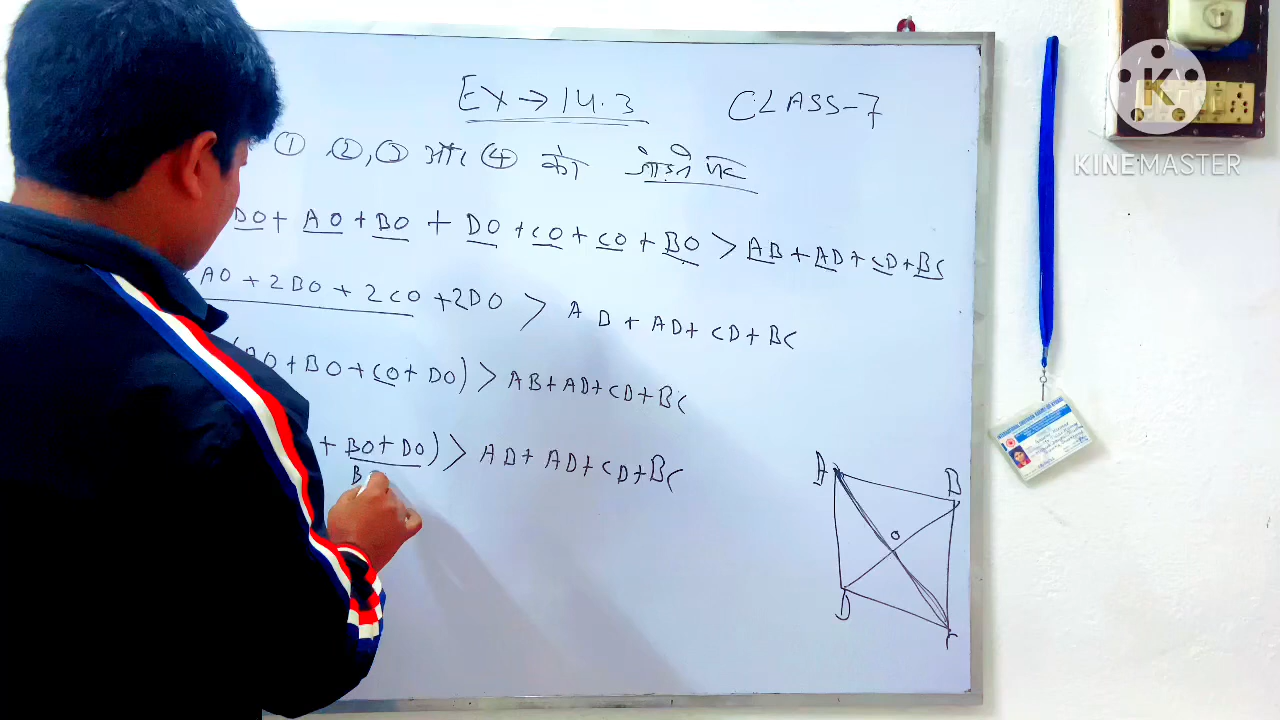 EX → 14.3 CLASS-7
① ②, ③ और ④ को जोड़ने पर
DO + AO + BO + DO + CO + CO + BO > AB + AD + CD + BC
AO + 2BO + 2CO + 2DO > AD + AD + CD + BC
(AO + BO + CO + DO) > AB + AD + CD + BC
+ BO + DO) > AD + AD + CD + BC
B
A
B
O
D
C
K
KINEMASTER